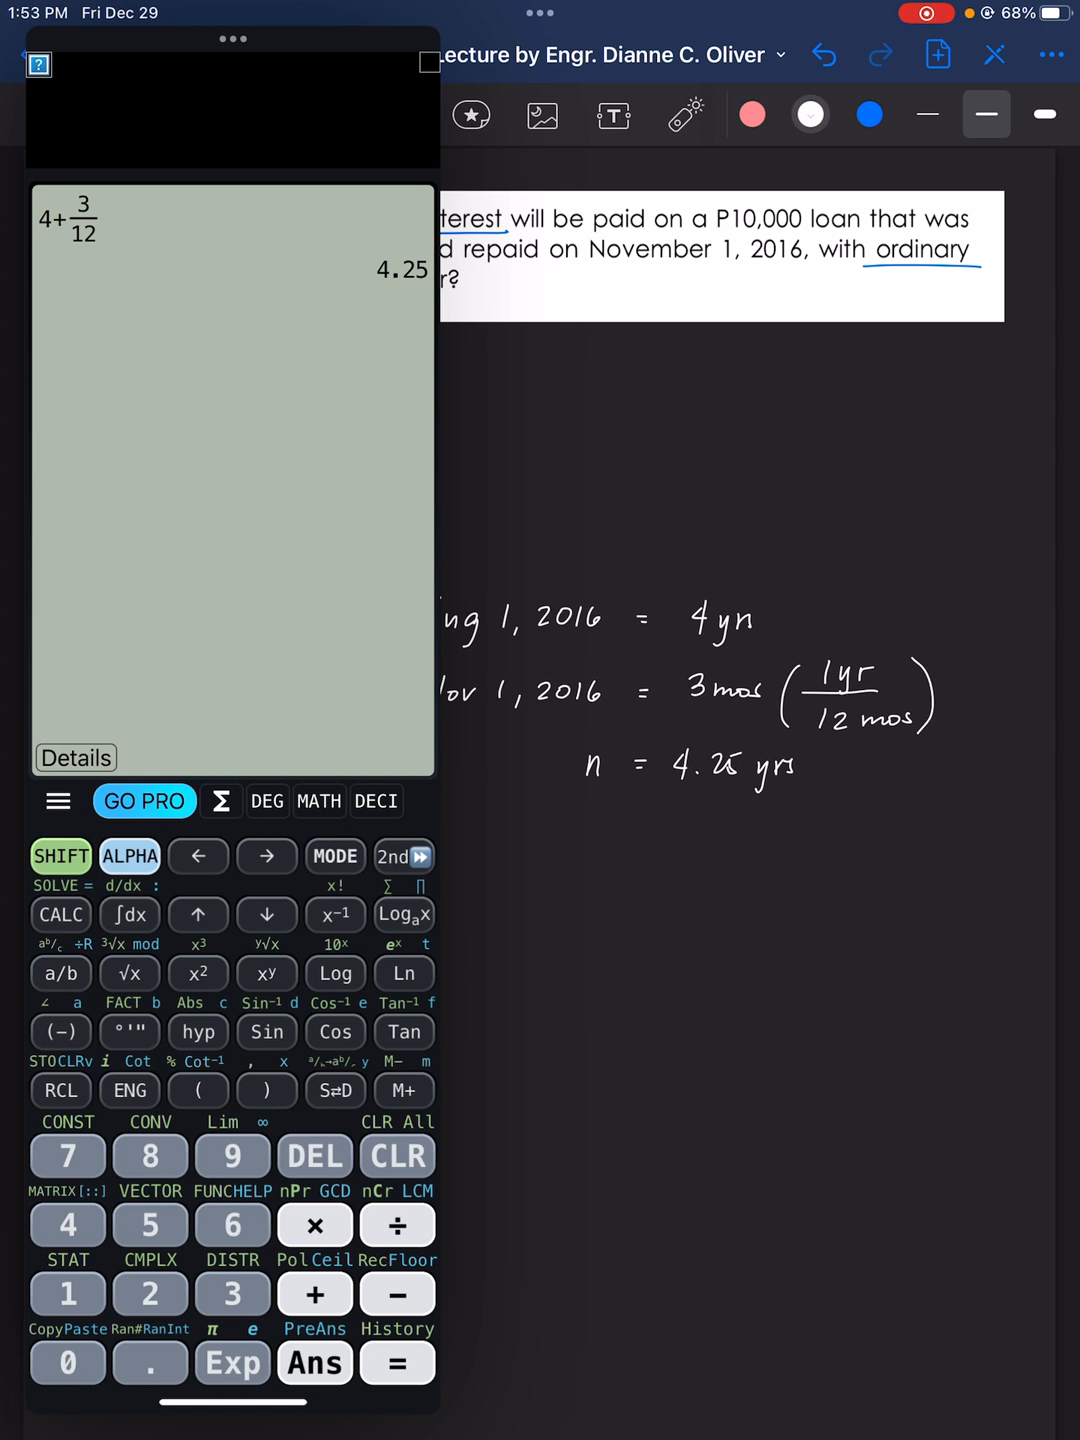 1:53 PM Fri Dec 29
68%
Lecture by Engr. Dianne C. Oliver
?
T
4+3/12
4.25
terest will be paid on a P10,000 loan that was
d repaid on November 1, 2016, with ordinary
r?
ug 1, 2016 = 4 yrs
ov 1, 2016 = 3 mos (1 yr / 12 mos)
n = 4.25 yrs
Details
GO PRO Σ DEG MATH DECI
SHIFT ALPHA ← → MODE 2nd
SOLVE = d/dx : x! ∑ ∏
CALC ∫dx ↑ ↓ x⁻¹ Logₐx
aᵇ/c ÷R ³√x mod x³ ʸ√x 10ˣ eˣ t
a/b √x x² xʸ Log Ln
∠ a FACT b Abs c Sin⁻¹ d Cos⁻¹ e Tan⁻¹ f
(−) °'" hyp Sin Cos Tan
STO CLRv i Cot % Cot⁻¹ , x y M− m
RCL ENG ( ) S⇄D M+
CONST CONV Lim ∞ CLR All
7 8 9 DEL CLR
MATRIX[::] VECTOR FUNC HELP nPr GCD nCr LCM
4 5 6 × ÷
STAT CMPLX DISTR Pol Ceil Rec Floor
1 2 3 + −
Copy Paste Ran# RanInt π e PreAns History
0 . Exp Ans =